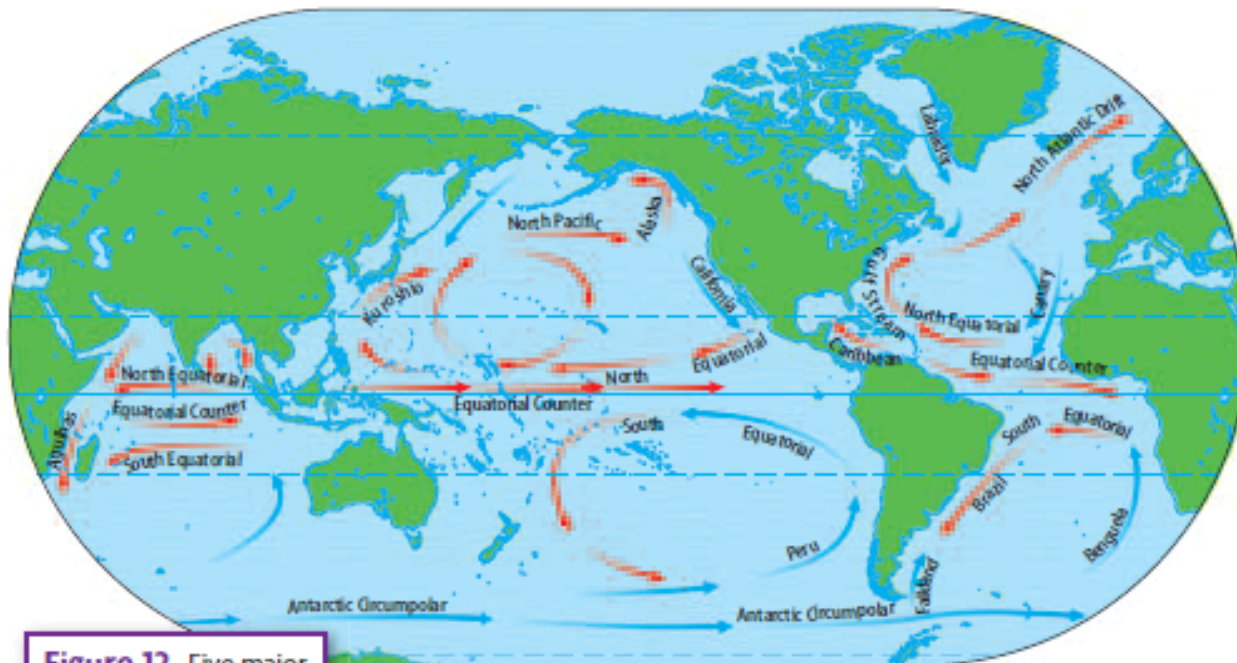 Labrador
North Atlantic Drift
North Pacific
Alaska
Kuroshio
California
Gulf Stream
Canary
North Equatorial
Caribbean
Equatorial Counter
Equatorial
North
Equatorial Counter
North Equatorial
Equatorial Counter
South Equatorial
Agulhas
South
Equatorial
South
Equatorial
Brazil
Benguela
Peru
Falkland
Antarctic Circumpolar
Antarctic Circumpolar
Figure 12 Five major